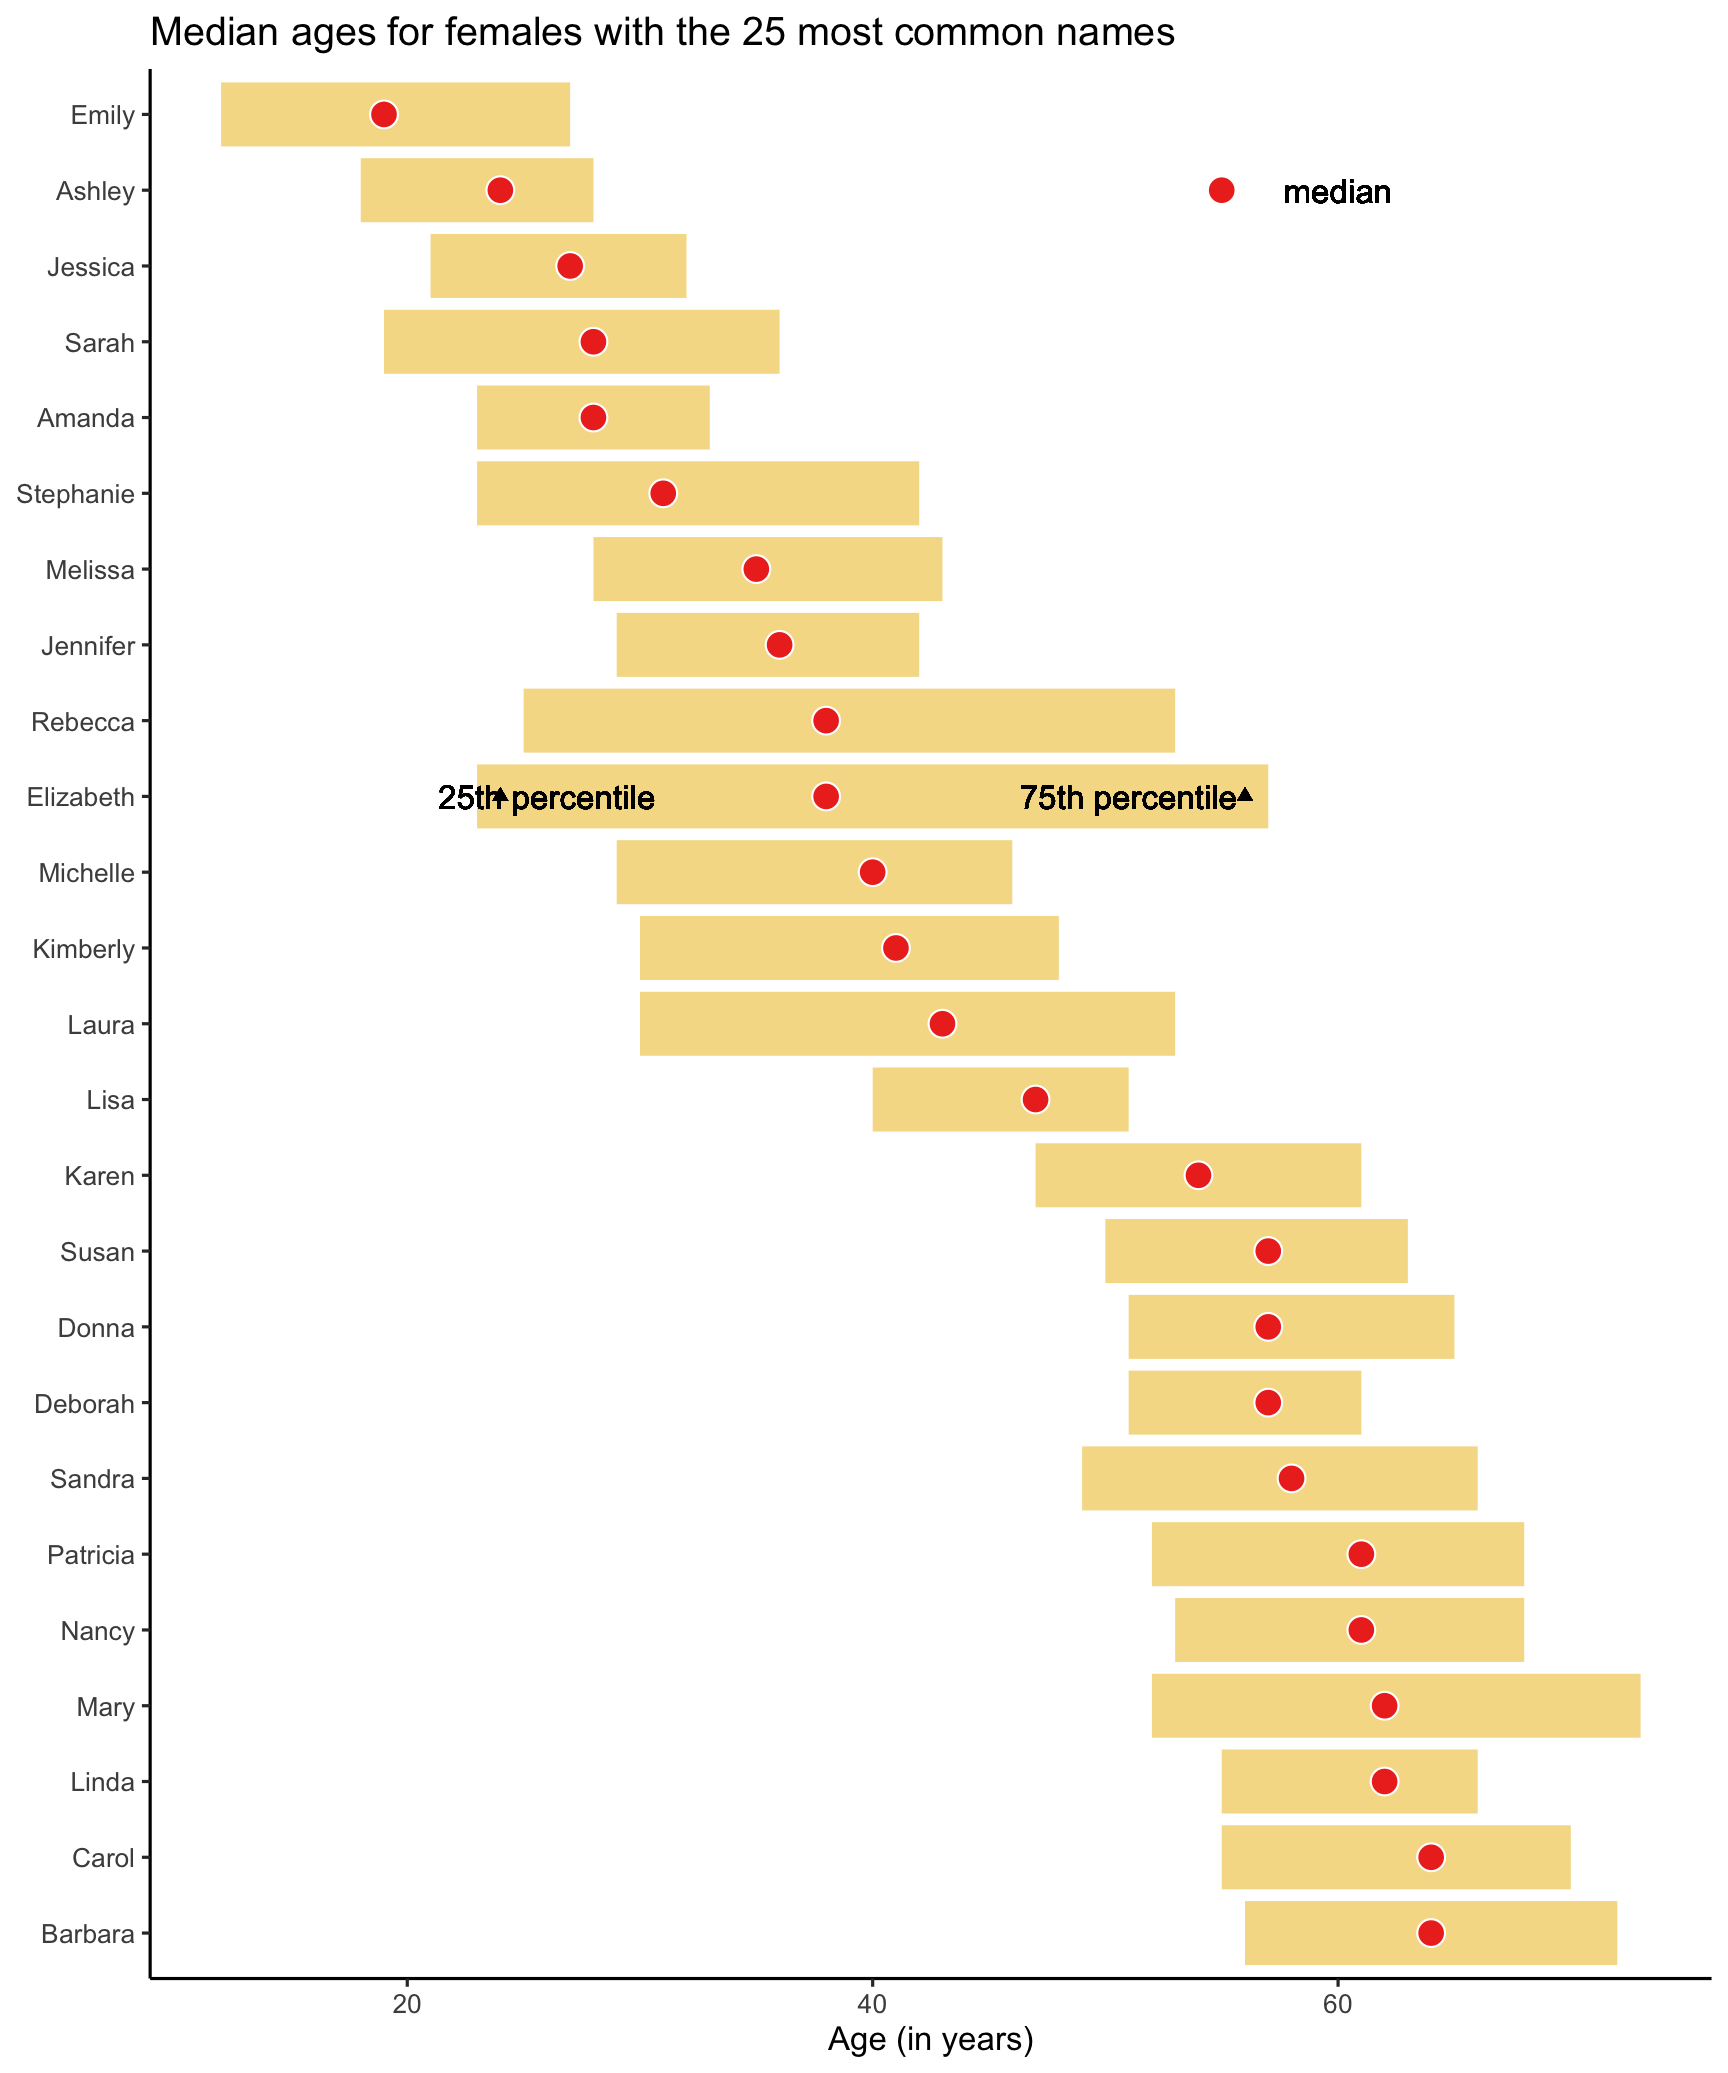 Median ages for females with the 25 most common names
Emily
Ashley
median
Jessica
Sarah
Amanda
Stephanie
Melissa
Jennifer
Rebecca
Elizabeth
25th percentile
75th percentile
Michelle
Kimberly
Laura
Lisa
Karen
Susan
Donna
Deborah
Sandra
Patricia
Nancy
Mary
Linda
Carol
Barbara
20 40 60
Age (in years)